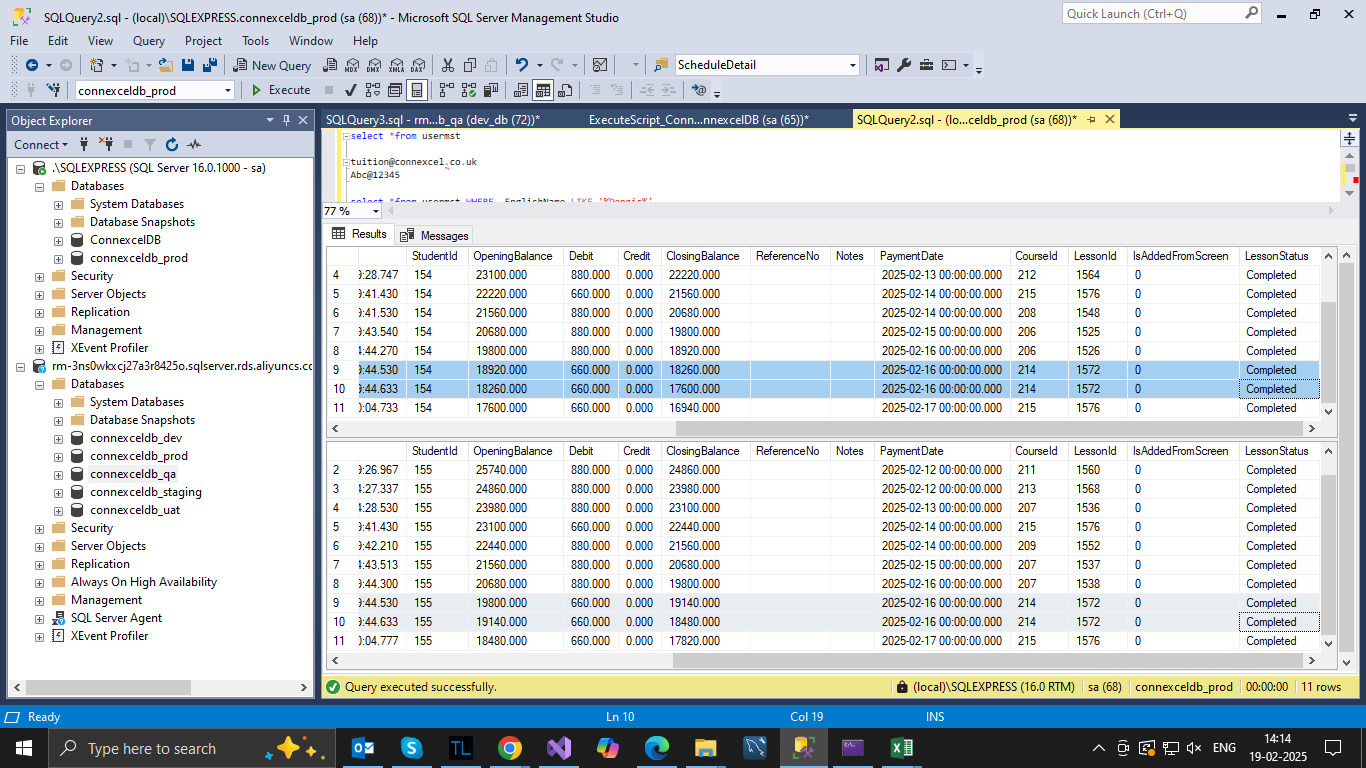 SQLQuery2.sql - (local)\SQLEXPRESS.connexceldb_prod (sa (68))* - Microsoft SQL Server Management Studio
Quick Launch (Ctrl+Q)
File Edit View Query Project Tools Window Help
New Query MDX DMX XMLA DAX ScheduleDetail
connexceldb_prod Execute
Object Explorer
Connect
.\SQLEXPRESS (SQL Server 16.0.1000 - sa)
Databases
System Databases
Database Snapshots
ConnexcelDB
connexceldb_prod
Security
Server Objects
Replication
Management
XEvent Profiler
rm-3ns0wkxcj27a3r8425o.sqlserver.rds.aliyuncs.cc
Databases
System Databases
Database Snapshots
connexceldb_dev
connexceldb_prod
connexceldb_qa
connexceldb_staging
connexceldb_uat
Security
Server Objects
Replication
Always On High Availability
Management
SQL Server Agent
XEvent Profiler
SQLQuery3.sql - rm...b_qa (dev_db (72))* ExecuteScript_Conn...nnexcelDB (sa (65))* SQLQuery2.sql - (lo...celdb_prod (sa (68))*
select *from usermst
tuition@connexcel.co.uk
Abc@12345
select *from usermst WHERE EnglishName LIKE '%Dennis%'
77 %
Results Messages
StudentId OpeningBalance Debit Credit ClosingBalance ReferenceNo Notes PaymentDate CourseId LessonId IsAddedFromScreen LessonStatus
4 9:28.747 154 23100.000 880.000 0.000 22220.000 2025-02-13 00:00:00.000 212 1564 0 Completed
5 9:41.430 154 22220.000 660.000 0.000 21560.000 2025-02-14 00:00:00.000 215 1576 0 Completed
6 9:41.530 154 21560.000 880.000 0.000 20680.000 2025-02-14 00:00:00.000 208 1548 0 Completed
7 4:43.540 154 20680.000 880.000 0.000 19800.000 2025-02-15 00:00:00.000 206 1525 0 Completed
8 4:44.270 154 19800.000 880.000 0.000 18920.000 2025-02-16 00:00:00.000 206 1526 0 Completed
9 9:44.530 154 18920.000 660.000 0.000 18260.000 2025-02-16 00:00:00.000 214 1572 0 Completed
10 9:44.633 154 18260.000 660.000 0.000 17600.000 2025-02-16 00:00:00.000 214 1572 0 Completed
11 0:04.733 154 17600.000 660.000 0.000 16940.000 2025-02-17 00:00:00.000 215 1576 0 Completed
StudentId OpeningBalance Debit Credit ClosingBalance ReferenceNo Notes PaymentDate CourseId LessonId IsAddedFromScreen LessonStatus
2 9:26.967 155 25740.000 880.000 0.000 24860.000 2025-02-12 00:00:00.000 211 1560 0 Completed
3 4:27.337 155 24860.000 880.000 0.000 23980.000 2025-02-12 00:00:00.000 213 1568 0 Completed
4 4:28.530 155 23980.000 880.000 0.000 23100.000 2025-02-13 00:00:00.000 207 1536 0 Completed
5 9:41.430 155 23100.000 660.000 0.000 22440.000 2025-02-14 00:00:00.000 215 1576 0 Completed
6 9:42.210 155 22440.000 880.000 0.000 21560.000 2025-02-14 00:00:00.000 209 1552 0 Completed
7 4:43.513 155 21560.000 880.000 0.000 20680.000 2025-02-15 00:00:00.000 207 1537 0 Completed
8 9:44.300 155 20680.000 880.000 0.000 19800.000 2025-02-16 00:00:00.000 207 1538 0 Completed
9 9:44.530 155 19800.000 660.000 0.000 19140.000 2025-02-16 00:00:00.000 214 1572 0 Completed
10 9:44.633 155 19140.000 660.000 0.000 18480.000 2025-02-16 00:00:00.000 214 1572 0 Completed
11 0:04.777 155 18480.000 660.000 0.000 17820.000 2025-02-17 00:00:00.000 215 1576 0 Completed
Query executed successfully. (local)\SQLEXPRESS (16.0 RTM) sa (68) connexceldb_prod 00:00:00 11 rows
Ready Ln 10 Col 19 INS
Type here to search TL ENG 14:14
19-02-2025